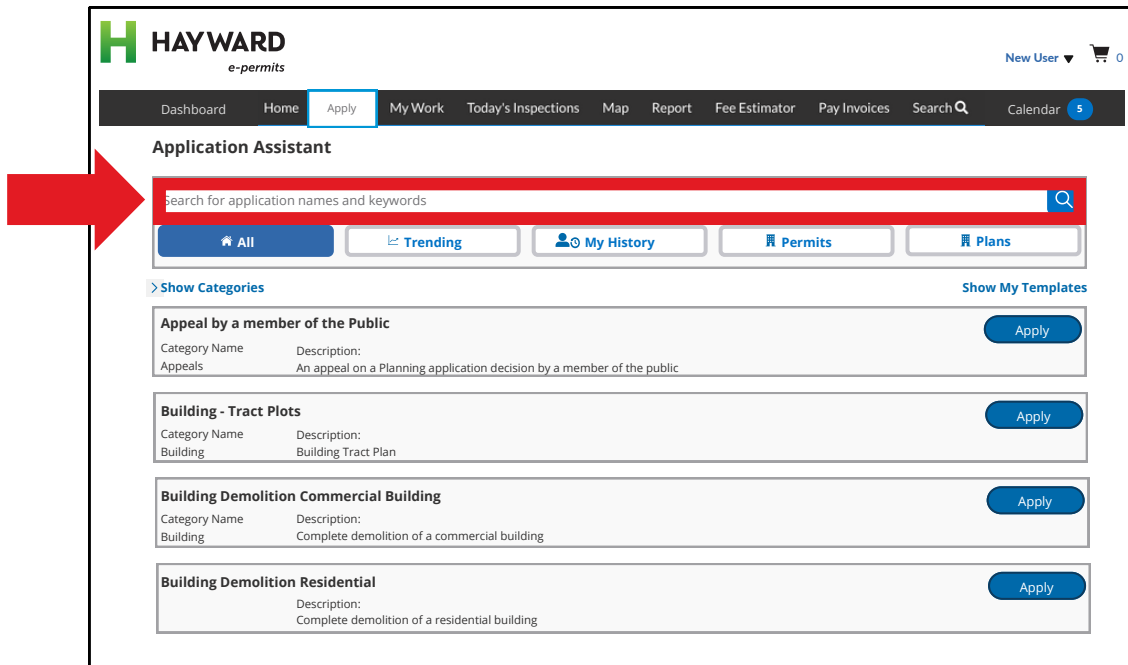 HAYWARD
e-permits
New User 0
Dashboard Home Apply My Work Today's Inspections Map Report Fee Estimator Pay Invoices Search Calendar 5
Application Assistant
Search for application names and keywords
All Trending My History Permits Plans
Show Categories Show My Templates
Appeal by a member of the Public
Apply
Category Name Description:
Appeals An appeal on a Planning application decision by a member of the public
Building - Tract Plots
Apply
Category Name Description:
Building Building Tract Plan
Building Demolition Commercial Building
Apply
Category Name Description:
Building Complete demolition of a commercial building
Building Demolition Residential
Apply
Description:
Complete demolition of a residential building